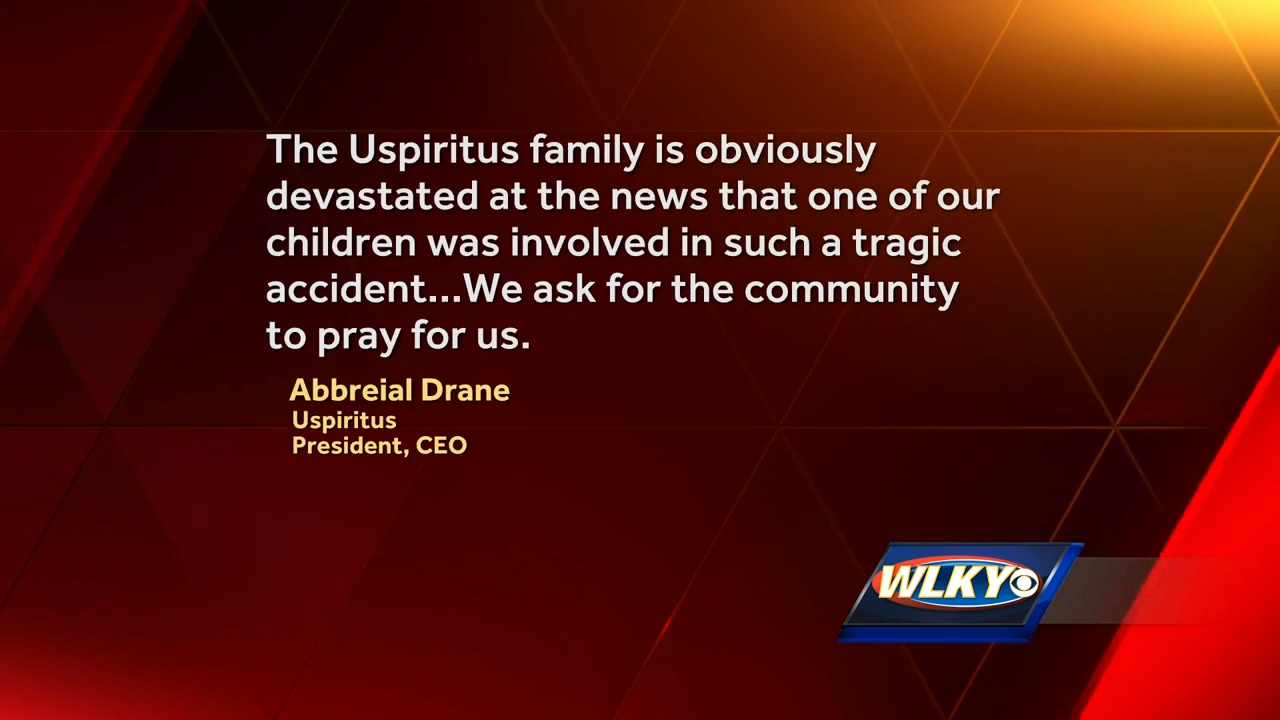 The Uspiritus family is obviously
devastated at the news that one of our
children was involved in such a tragic
accident...We ask for the community
to pray for us.
Abbreial Drane
Uspiritus
President, CEO
WLKY